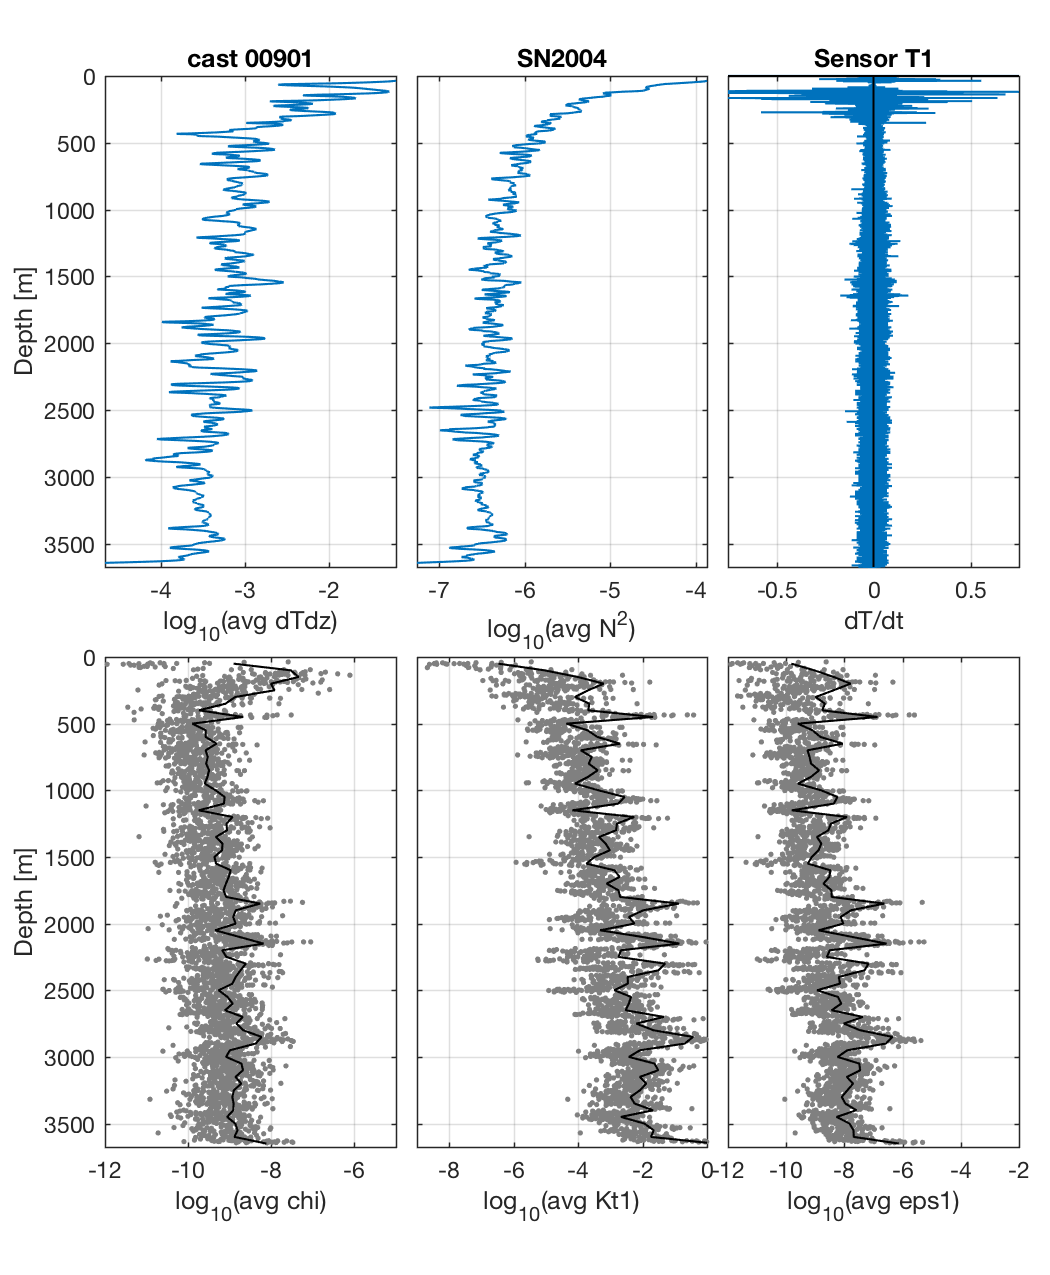 cast 00901 SN2004 Sensor T1
0
500
1000
1500
2000
2500
3000
3500
Depth [m]
-4 -3 -2 -7 -6 -5 -4 -0.5 0 0.5
log10(avg dTdz) log10(avg N2) dT/dt
0
500
1000
1500
2000
2500
3000
3500
Depth [m]
-12 -10 -8 -6 -8 -6 -4 -2 0 -12 -10 -8 -6 -4 -2
log10(avg chi) log10(avg Kt1) log10(avg eps1)